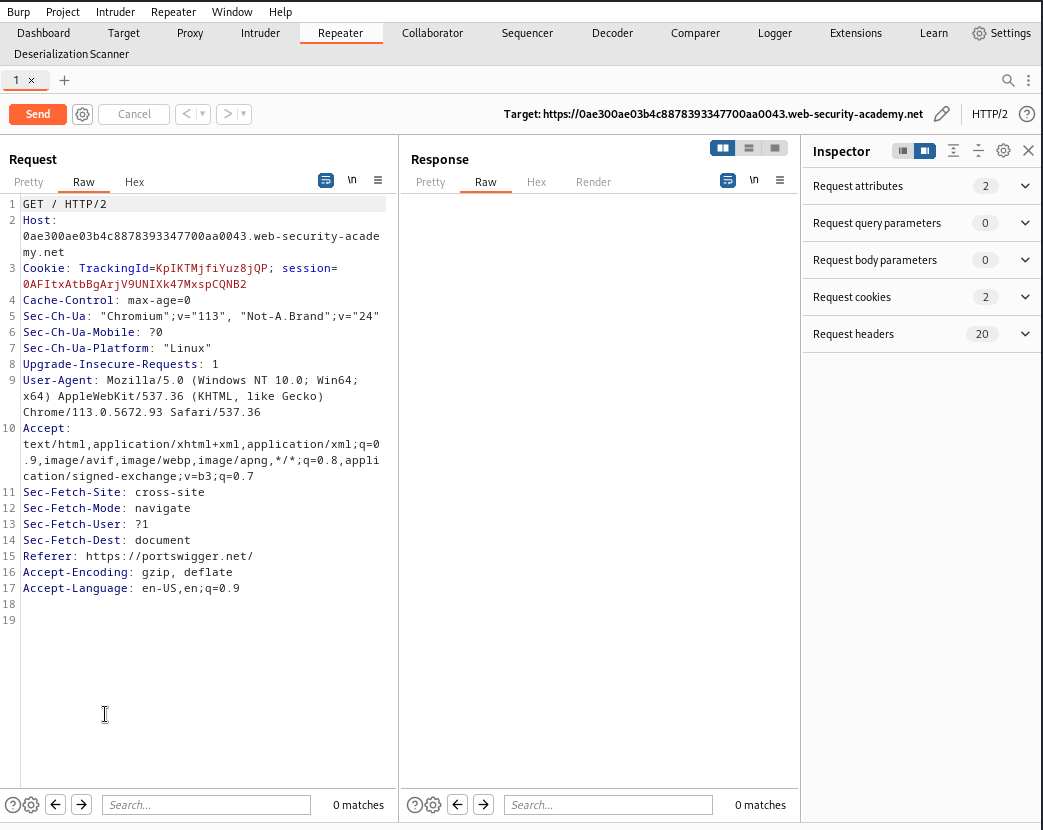 Burp Project Intruder Repeater Window Help
Dashboard Target Proxy Intruder Repeater Collaborator Sequencer Decoder Comparer Logger Extensions Learn Settings
Deserialization Scanner
1 × +
Send Cancel < >
Target: https://0ae300ae03b4c8878393347700aa0043.web-security-academy.net HTTP/2 ?
Request
Pretty Raw Hex \n
1 GET / HTTP/2
2 Host:
0ae300ae03b4c8878393347700aa0043.web-security-acade
my.net
3 Cookie: TrackingId=KpIKTMjfiYuz8jQP; session=
0AFItxAtbBgArjV9UNIXk47MxspCQNB2
4 Cache-Control: max-age=0
5 Sec-Ch-Ua: "Chromium";v="113", "Not-A.Brand";v="24"
6 Sec-Ch-Ua-Mobile: ?0
7 Sec-Ch-Ua-Platform: "Linux"
8 Upgrade-Insecure-Requests: 1
9 User-Agent: Mozilla/5.0 (Windows NT 10.0; Win64;
x64) AppleWebKit/537.36 (KHTML, like Gecko)
Chrome/113.0.5672.93 Safari/537.36
10 Accept:
text/html,application/xhtml+xml,application/xml;q=0
.9,image/avif,image/webp,image/apng,*/*;q=0.8,appli
cation/signed-exchange;v=b3;q=0.7
11 Sec-Fetch-Site: cross-site
12 Sec-Fetch-Mode: navigate
13 Sec-Fetch-User: ?1
14 Sec-Fetch-Dest: document
15 Referer: https://portswigger.net/
16 Accept-Encoding: gzip, deflate
17 Accept-Language: en-US,en;q=0.9
18
19
? Search... 0 matches
Response
Pretty Raw Hex Render \n
? Search... 0 matches
Inspector
Request attributes 2
Request query parameters 0
Request body parameters 0
Request cookies 2
Request headers 20